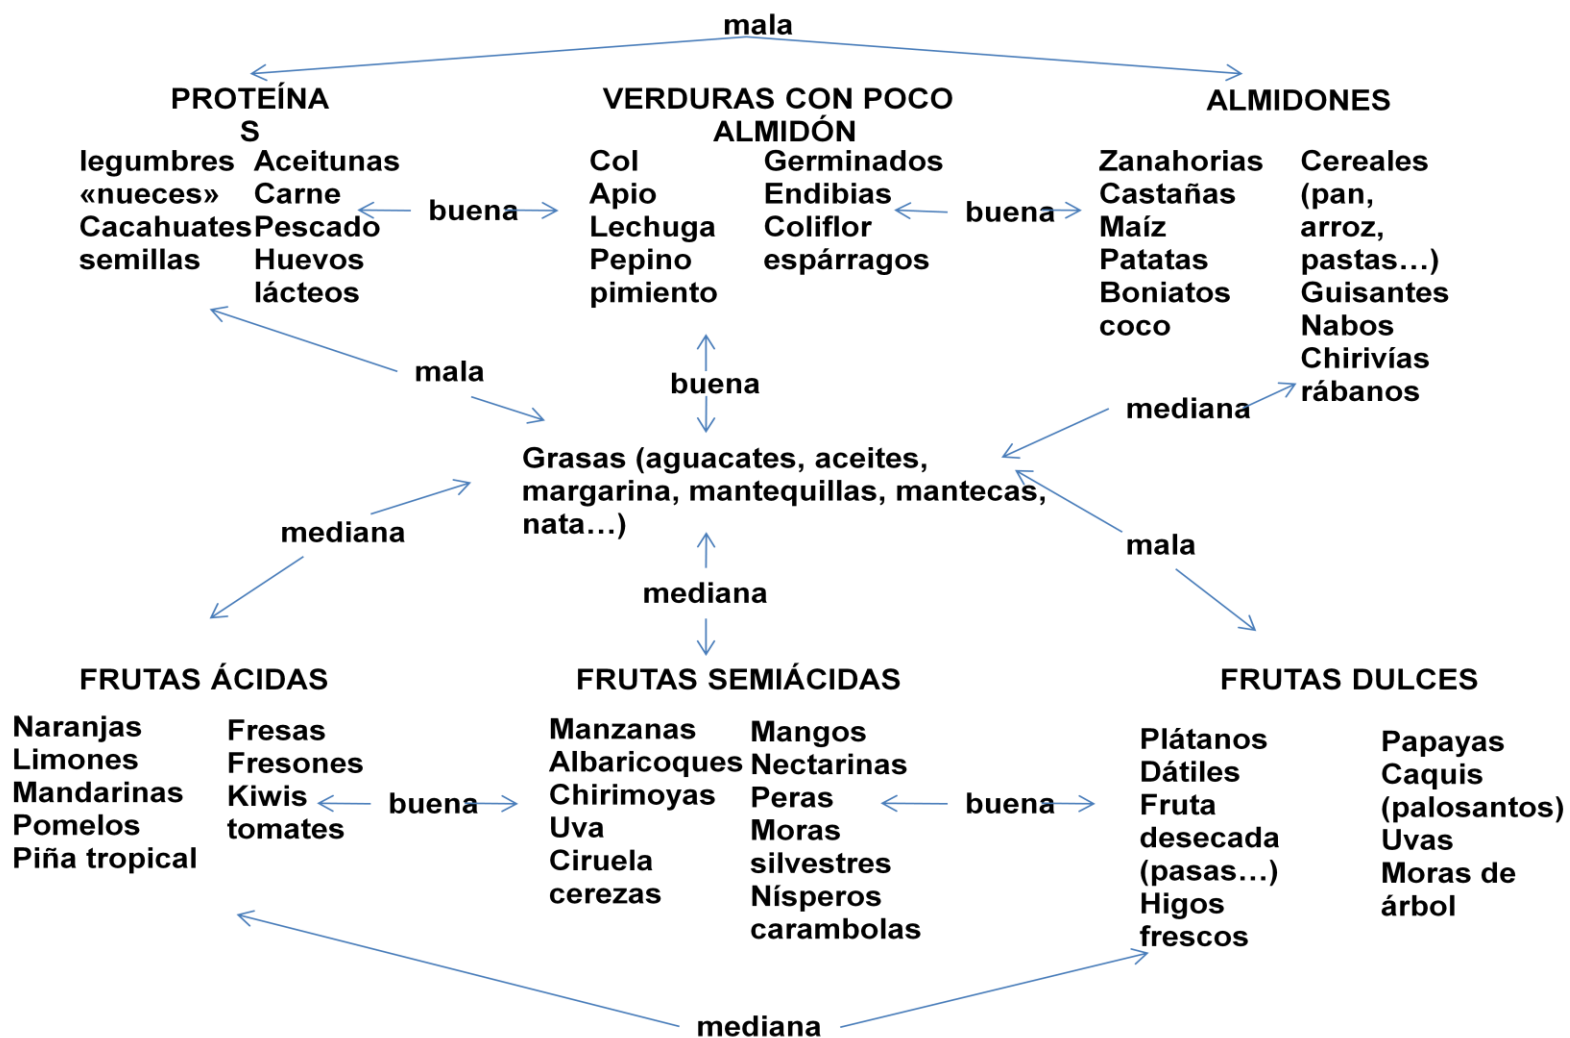 mala
PROTEÍNA
S
legumbres
«nueces»
Cacahuates
semillas
Aceitunas
Carne
Pescado
Huevos
lácteos
buena
VERDURAS CON POCO
ALMIDÓN
Col
Apio
Lechuga
Pepino
pimiento
Germinados
Endibias
Coliflor
espárragos
buena
ALMIDONES
Zanahorias
Castañas
Maíz
Patatas
Boniatos
coco
Cereales
(pan,
arroz,
pastas…)
Guisantes
Nabos
Chirivías
rábanos
mala
buena
mediana
Grasas (aguacates, aceites,
margarina, mantequillas, mantecas,
nata…)
mediana
mediana
mala
FRUTAS ÁCIDAS
Naranjas
Limones
Mandarinas
Pomelos
Piña tropical
Fresas
Fresones
Kiwis
tomates
buena
FRUTAS SEMIÁCIDAS
Manzanas
Albaricoques
Chirimoyas
Uva
Ciruela
cerezas
Mangos
Nectarinas
Peras
Moras
silvestres
Nísperos
carambolas
buena
FRUTAS DULCES
Plátanos
Dátiles
Fruta
desecada
(pasas…)
Higos
frescos
Papayas
Caquis
(palosantos)
Uvas
Moras de
árbol
mediana